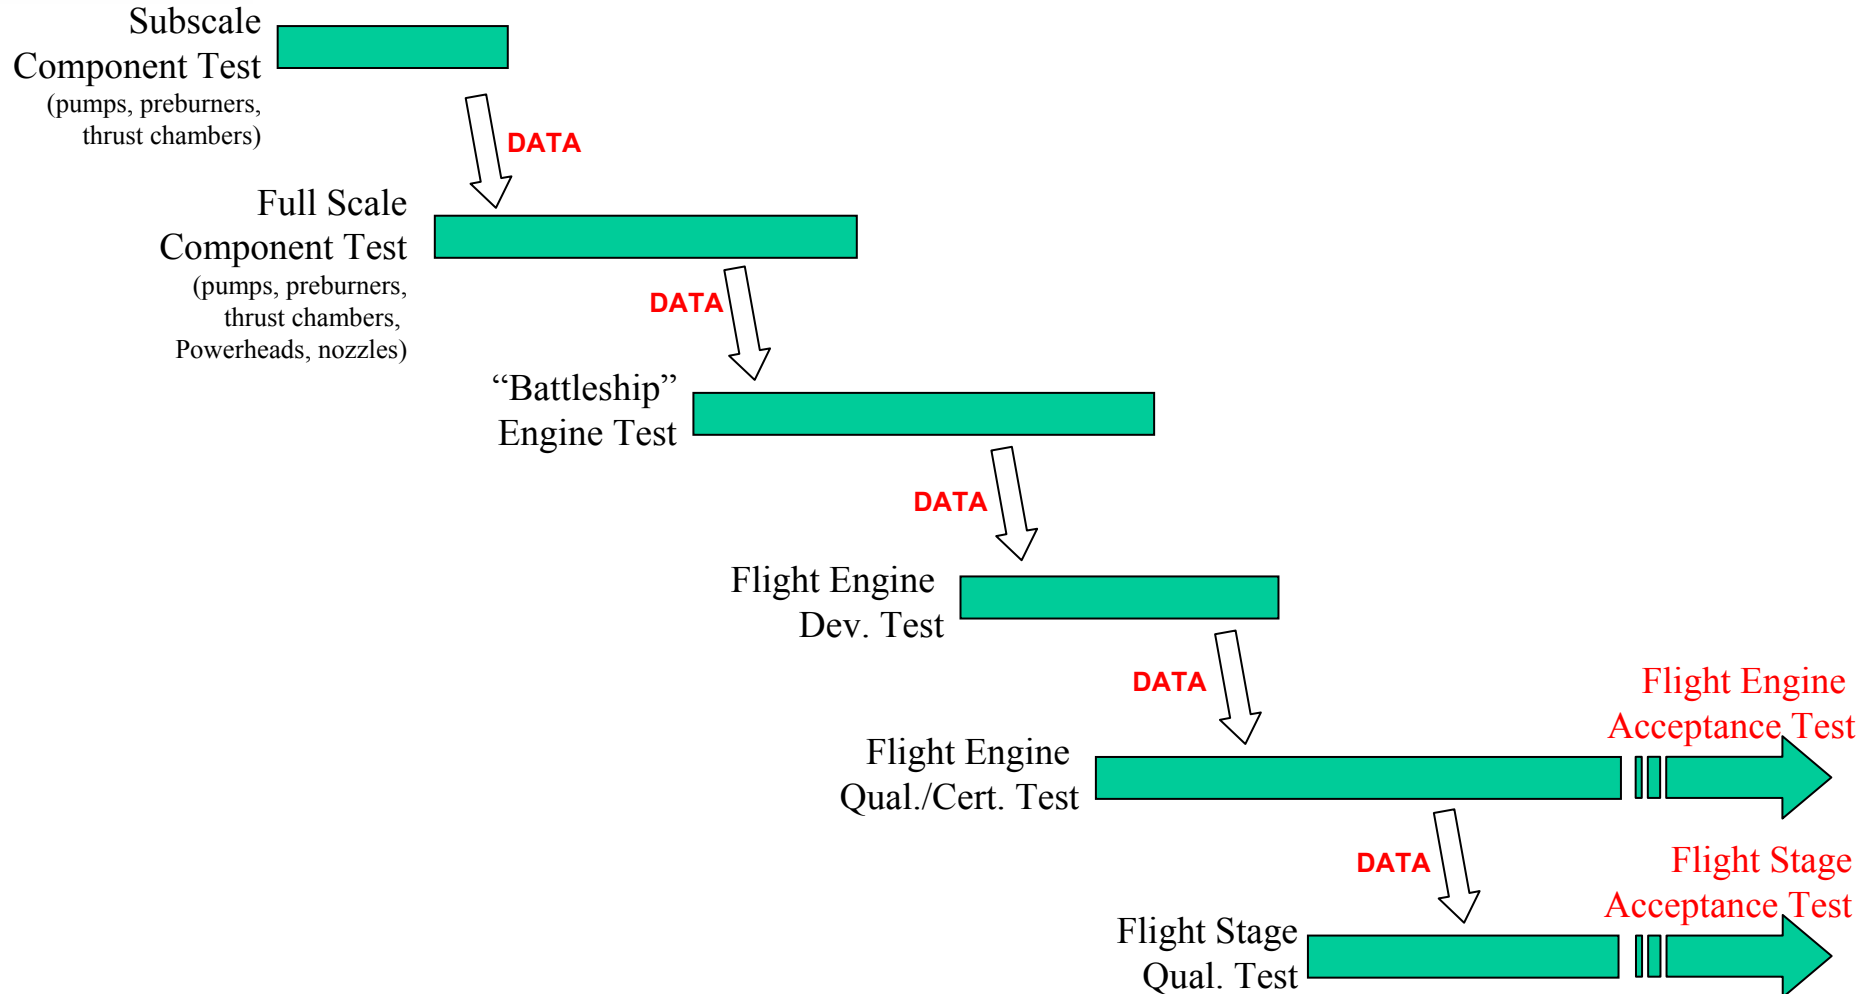 Subscale
Component Test
(pumps, preburners,
thrust chambers)
DATA
Full Scale
Component Test
(pumps, preburners,
thrust chambers,
Powerheads, nozzles)
DATA
“Battleship”
Engine Test
DATA
Flight Engine
Dev. Test
DATA
Flight Engine
Acceptance Test
Flight Engine
Qual./Cert. Test
DATA
Flight Stage
Acceptance Test
Flight Stage
Qual. Test